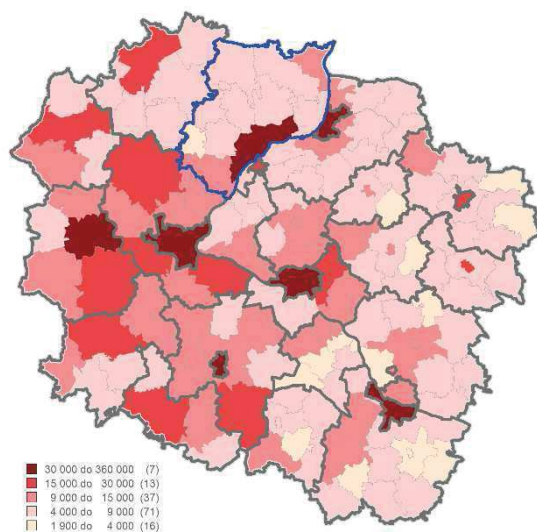 30 000 do 360 000 (7)
15 000 do 30 000 (13)
9 000 do 15 000 (37)
4 000 do 9 000 (71)
1 900 do 4 000 (16)